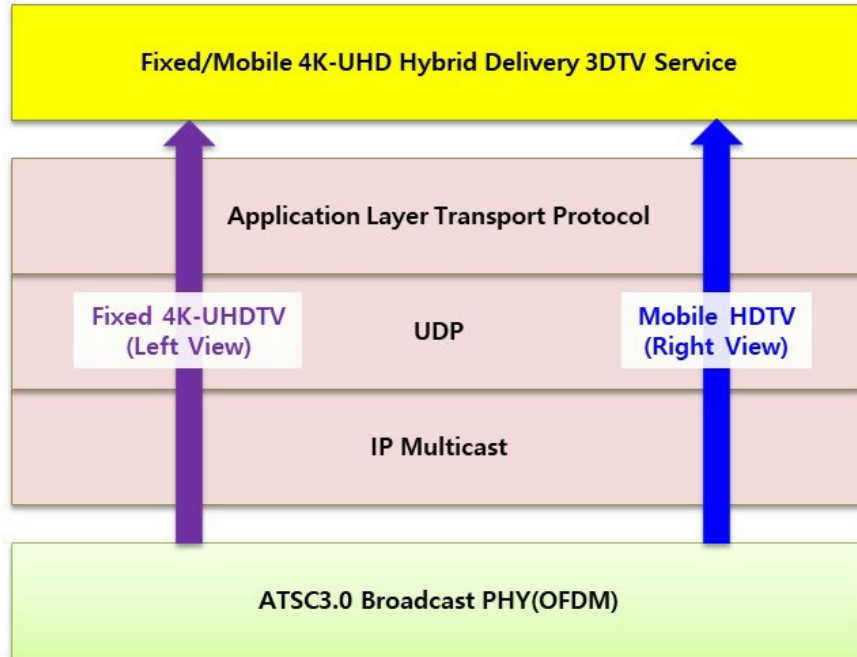 Fixed/Mobile 4K-UHD Hybrid Delivery 3DTV Service
Application Layer Transport Protocol
Fixed 4K-UHDTV
(Left View)
UDP
Mobile HDTV
(Right View)
IP Multicast
ATSC3.0 Broadcast PHY(OFDM)